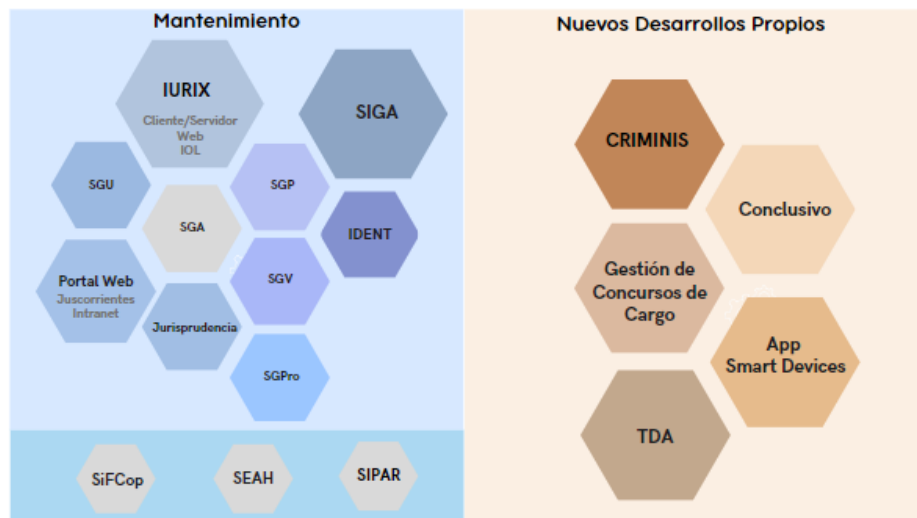 Mantenimiento
IURIX
Cliente/Servidor
Web
IOL
SIGA
SGU
SGP
SGA
IDENT
Portal Web
Juscorrientes
Intranet
SGV
Jurisprudencia
SGPro
SiFCop
SEAH
SIPAR
Nuevos Desarrollos Propios
CRIMINIS
Conclusivo
Gestión de
Concursos de
Cargo
App
Smart Devices
TDA